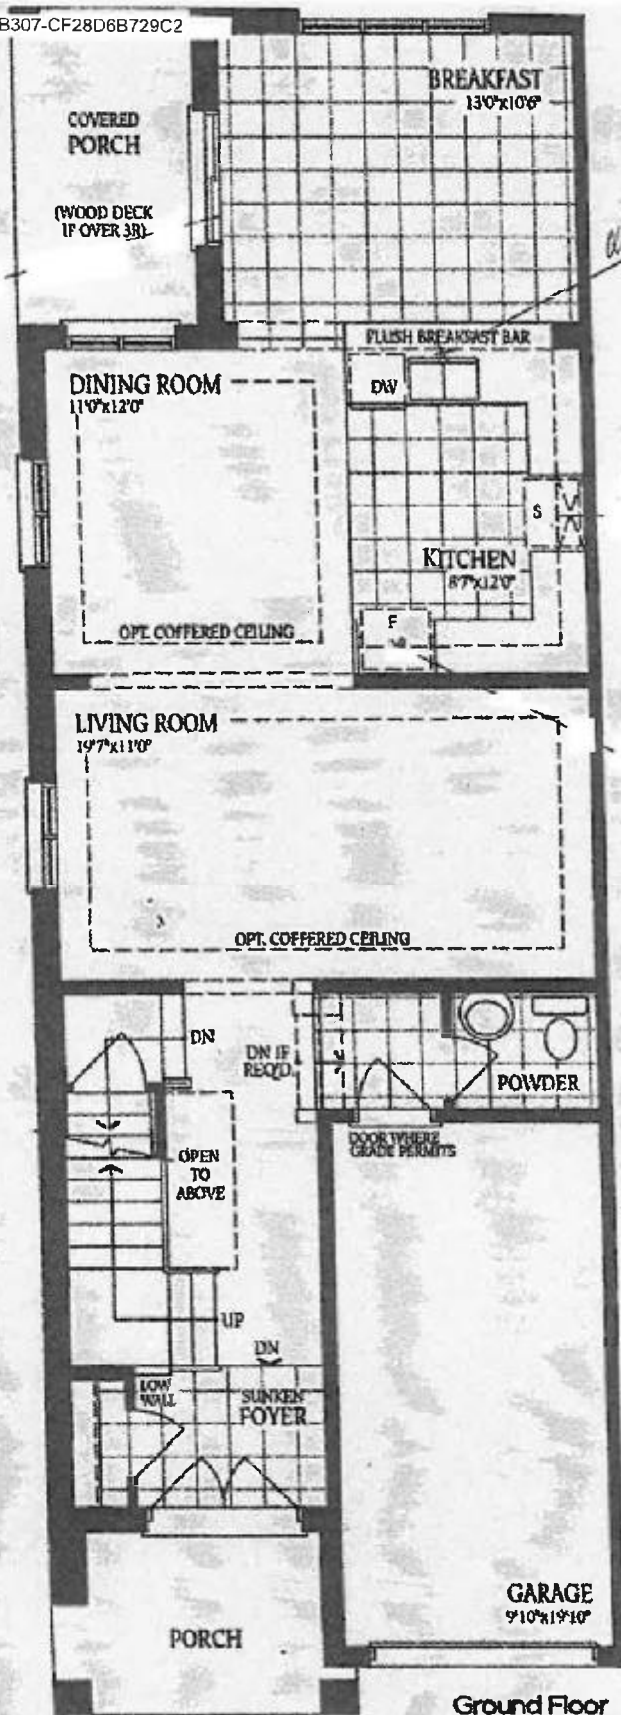 B307-CF28D6B729C2
BREAKFAST
13'0"x10'6"
COVERED
PORCH
(WOOD DECK
IF OVER 3R)
FLUSH BREAKFAST BAR
DINING ROOM
11'0"x12'0"
DW
S
KITCHEN
8'7"x12'0"
F
OPT. COFFERED CEILING
LIVING ROOM
19'7"x11'0"
OPT. COFFERED CEILING
DN
DN IF
REQ'D.
POWDER
DOOR WHERE
GRADE PERMITS
OPEN
TO
ABOVE
UP
DN
LOW
WALL
SUNKEN
FOYER
GARAGE
9'10"x19'10"
PORCH
Ground Floor